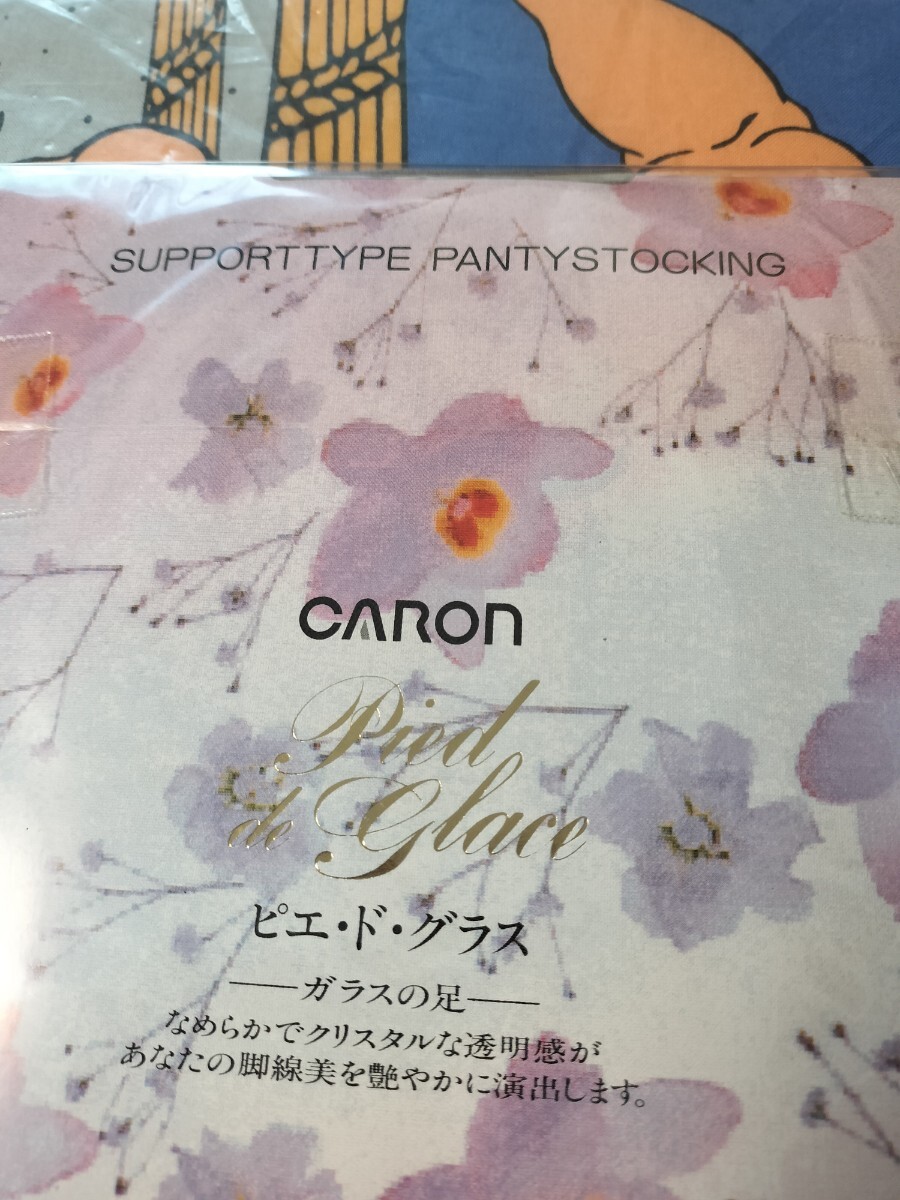 SUPPORTTYPE PANTYSTOCKING
CARON
Pied
de Glace
ピエ・ド・グラス
――ガラスの足――
なめらかでクリスタルな透明感が
あなたの脚線美を艶やかに演出します。